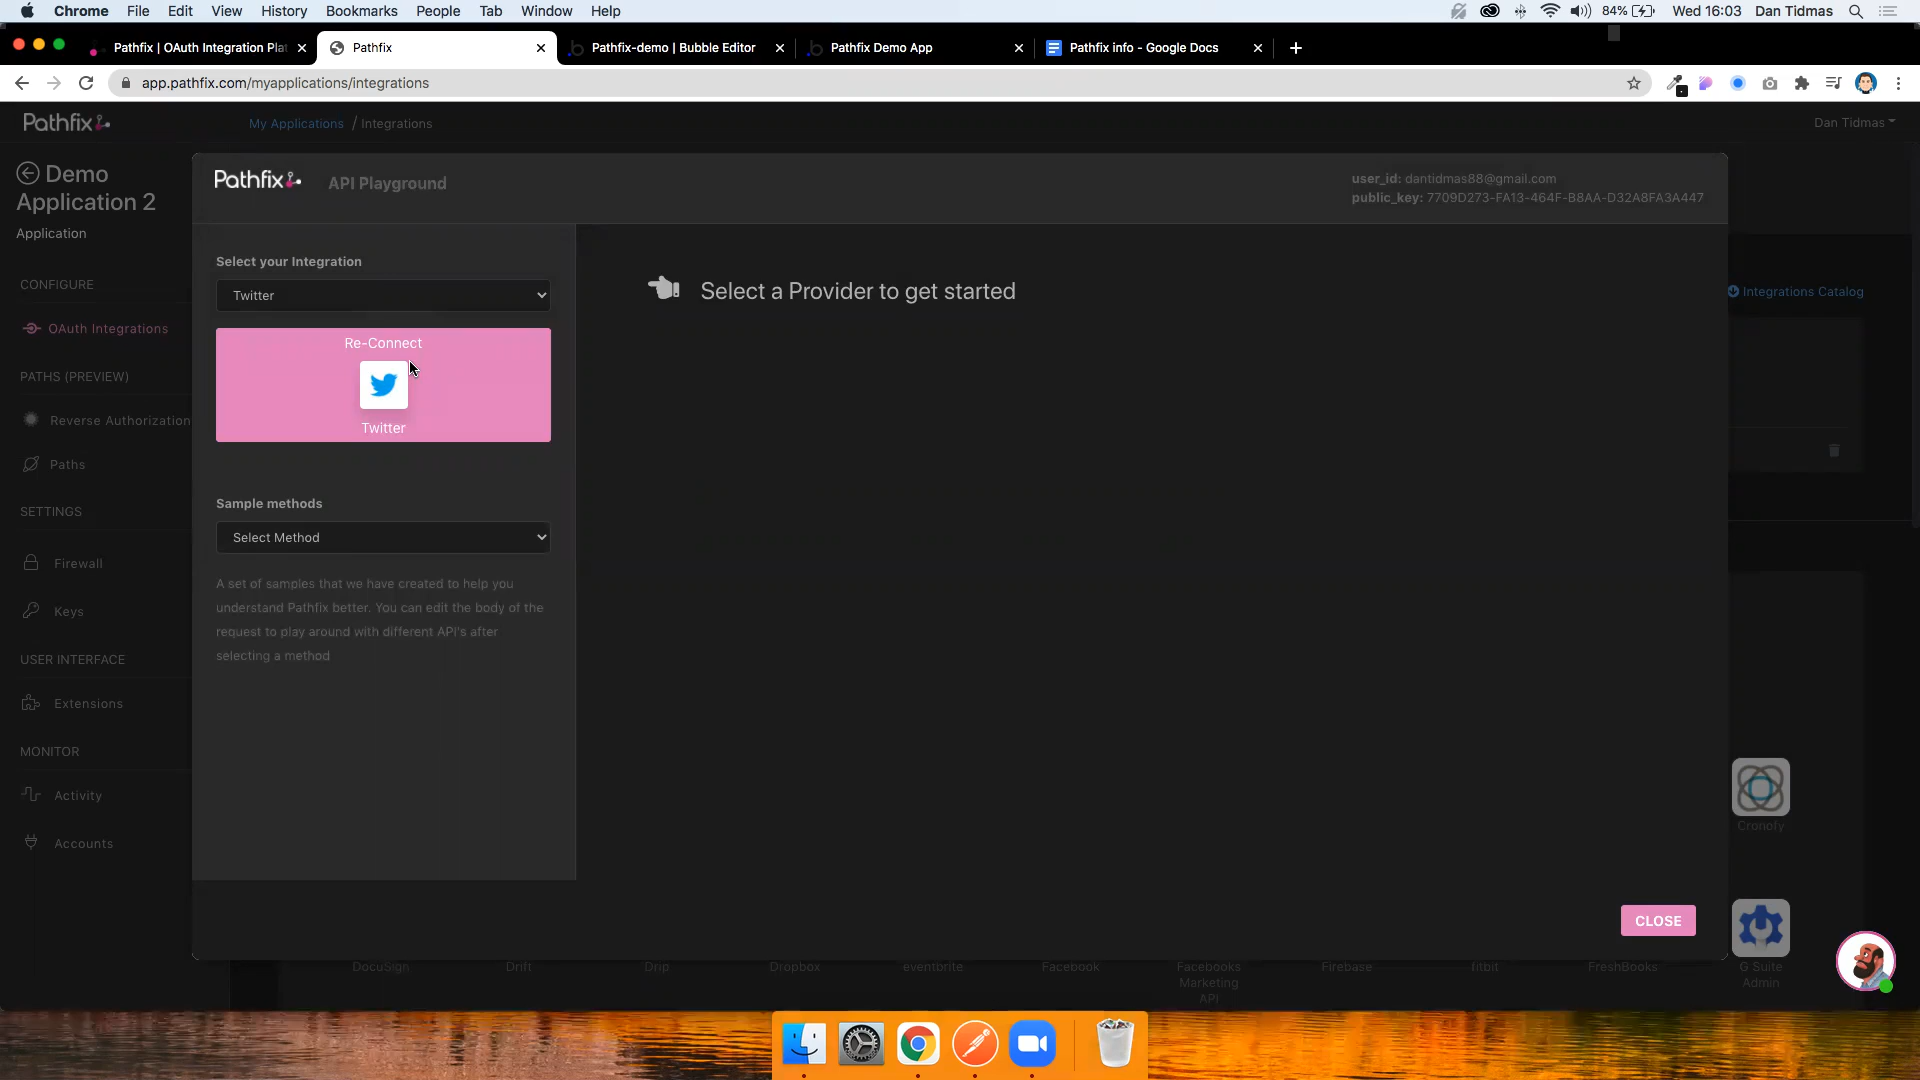 Chrome File Edit View History Bookmarks People Tab Window Help
84% Wed 16:03 Dan Tidmas
Pathfix | OAuth Integration Plat
Pathfix
Pathfix-demo | Bubble Editor
Pathfix Demo App
Pathfix info - Google Docs
app.pathfix.com/myapplications/integrations
Pathfix
My Applications / Integrations
Dan Tidmas
Demo
Application 2
Application
CONFIGURE
OAuth Integrations
PATHS (PREVIEW)
Reverse Authorization
Paths
SETTINGS
Firewall
Keys
USER INTERFACE
Extensions
MONITOR
Activity
Accounts
Pathfix
API Playground
user_id: dantidmas88@gmail.com
public_key: 7709D273-FA13-464F-B8AA-D32A8FA3A447
Select your Integration
Twitter
Re-Connect
Twitter
Sample methods
Select Method
A set of samples that we have created to help you
understand Pathfix better. You can edit the body of the
request to play around with different API's after
selecting a method
Select a Provider to get started
CLOSE
Integrations Catalog
Cronofy
DocuSign
Drift
Drip
Dropbox
eventbrite
Facebook
Facebooks
Marketing
API
Firebase
fitbit
FreshBooks
G Suite
Admin